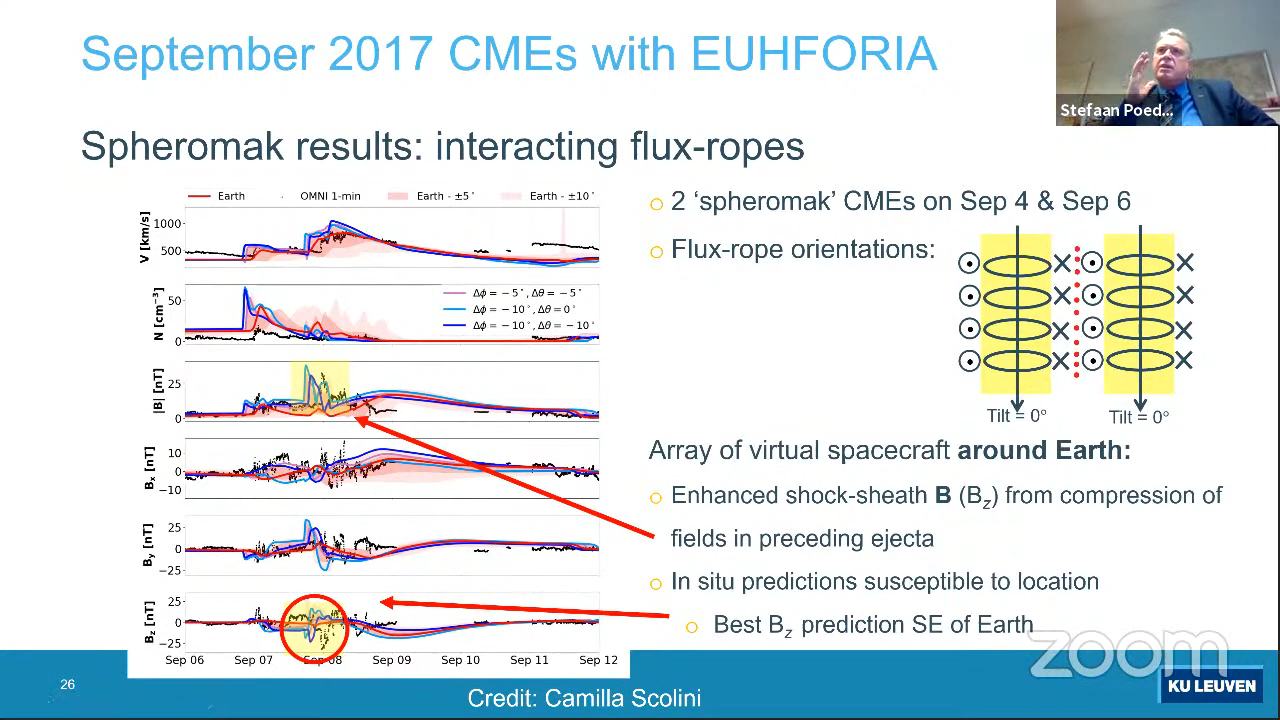 September 2017 CMEs with EUHFORIA
Stefaan Poed...
Spheromak results: interacting flux-ropes
Earth
OMNI 1-min
Earth - ±5°
Earth - ±10°
V [km/s]
1000
500
N [cm⁻³]
50
0
Δϕ = −5°, Δθ = −5°
Δϕ = −10°, Δθ = 0°
Δϕ = −10°, Δθ = −10°
|B| [nT]
25
0
Bx [nT]
10
0
−10
By [nT]
25
0
−25
Bz [nT]
25
0
−25
Sep 06 Sep 07 Sep 08 Sep 09 Sep 10 Sep 11 Sep 12
2 ‘spheromak’ CMEs on Sep 4 & Sep 6
Flux-rope orientations:
Tilt = 0°
Tilt = 0°
Array of virtual spacecraft around Earth:
Enhanced shock-sheath B (Bz) from compression of
fields in preceding ejecta
In situ predictions susceptible to location
Best Bz prediction SE of Earth
zoom
26
Credit: Camilla Scolini
KU LEUVEN